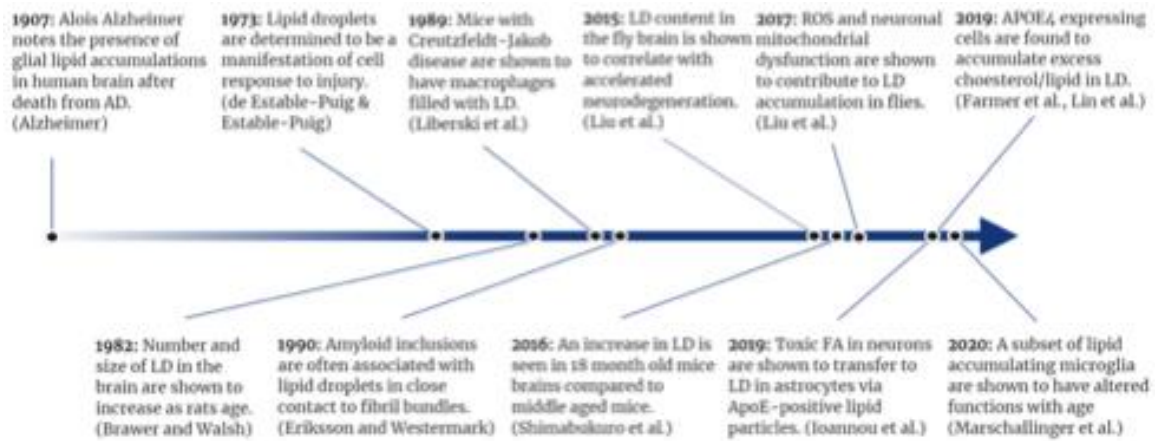 1907: Alois Alzheimer
notes the presence of
glial lipid accumulations
in human brain after
death from AD.
(Alzheimer)
1973: Lipid droplets
are determined to be a
manifestation of cell
response to injury.
(de Estable-Puig &
Estable-Puig)
1989: Mice with
Creutzfeldt-Jakob
disease are shown to
have macrophages
filled with LD.
(Liberski et al.)
2015: LD content in
the fly brain is shown
to correlate with
accelerated
neurodegeneration.
(Liu et al.)
2017: ROS and neuronal
mitochondrial
dysfunction are shown
to contribute to LD
accumulation in flies.
(Liu et al.)
2019: APOE4 expressing
cells are found to
accumulate excess
choesterol/lipid in LD.
(Farmer et al., Lin et al.)
1982: Number and
size of LD in the
brain are shown to
increase as rats age.
(Brawer and Walsh)
1990: Amyloid inclusions
are often associated with
lipid droplets in close
contact to fibril bundles.
(Eriksson and Westermark)
2016: An increase in LD is
seen in 18 month old mice
brains compared to
middle aged mice.
(Shimabukuro et al.)
2019: Toxic FA in neurons
are shown to transfer to
LD in astrocytes via
ApoE-positive lipid
particles. (Ioannou et al.)
2020: A subset of lipid
accumulating microglia
are shown to have altered
functions with age
(Marschallinger et al.)